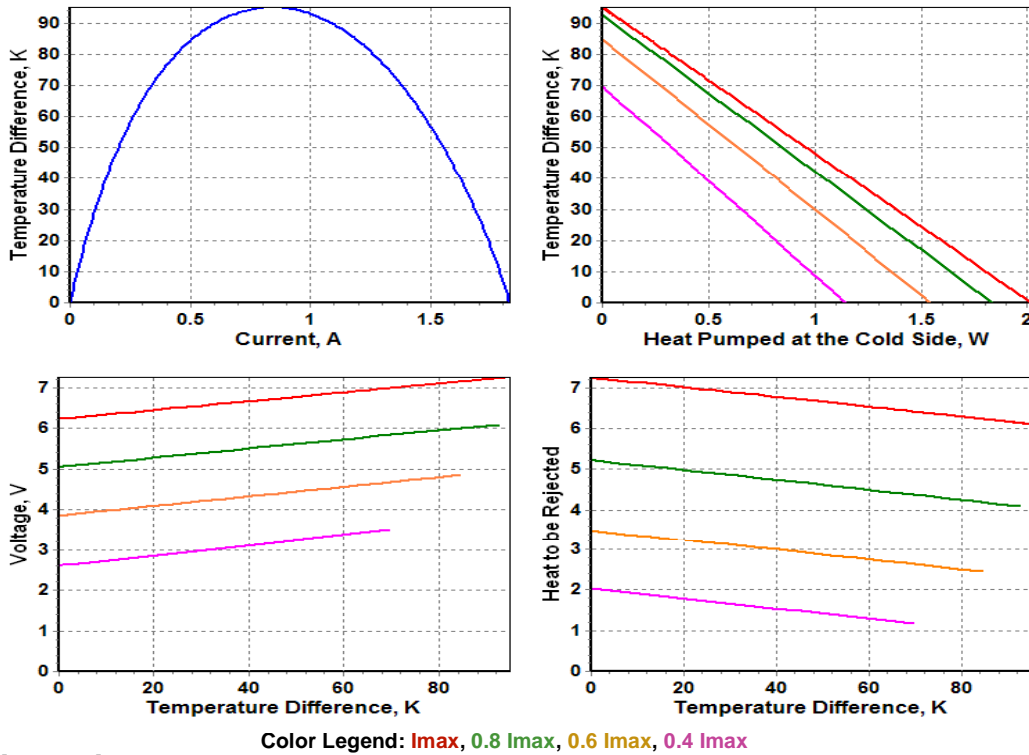 Temperature Difference, K
90
80
70
60
50
40
30
20
10
0
0 0.5 1 1.5
Current, A
Temperature Difference, K
90
80
70
60
50
40
30
20
10
0
0 0.5 1 1.5 2
Heat Pumped at the Cold Side, W
Voltage, V
7
6
5
4
3
2
1
0
0 20 40 60 80
Temperature Difference, K
Heat to be Rejected
7
6
5
4
3
2
1
0
0 20 40 60 80
Temperature Difference, K
Color Legend: Imax, 0.8 Imax, 0.6 Imax, 0.4 Imax